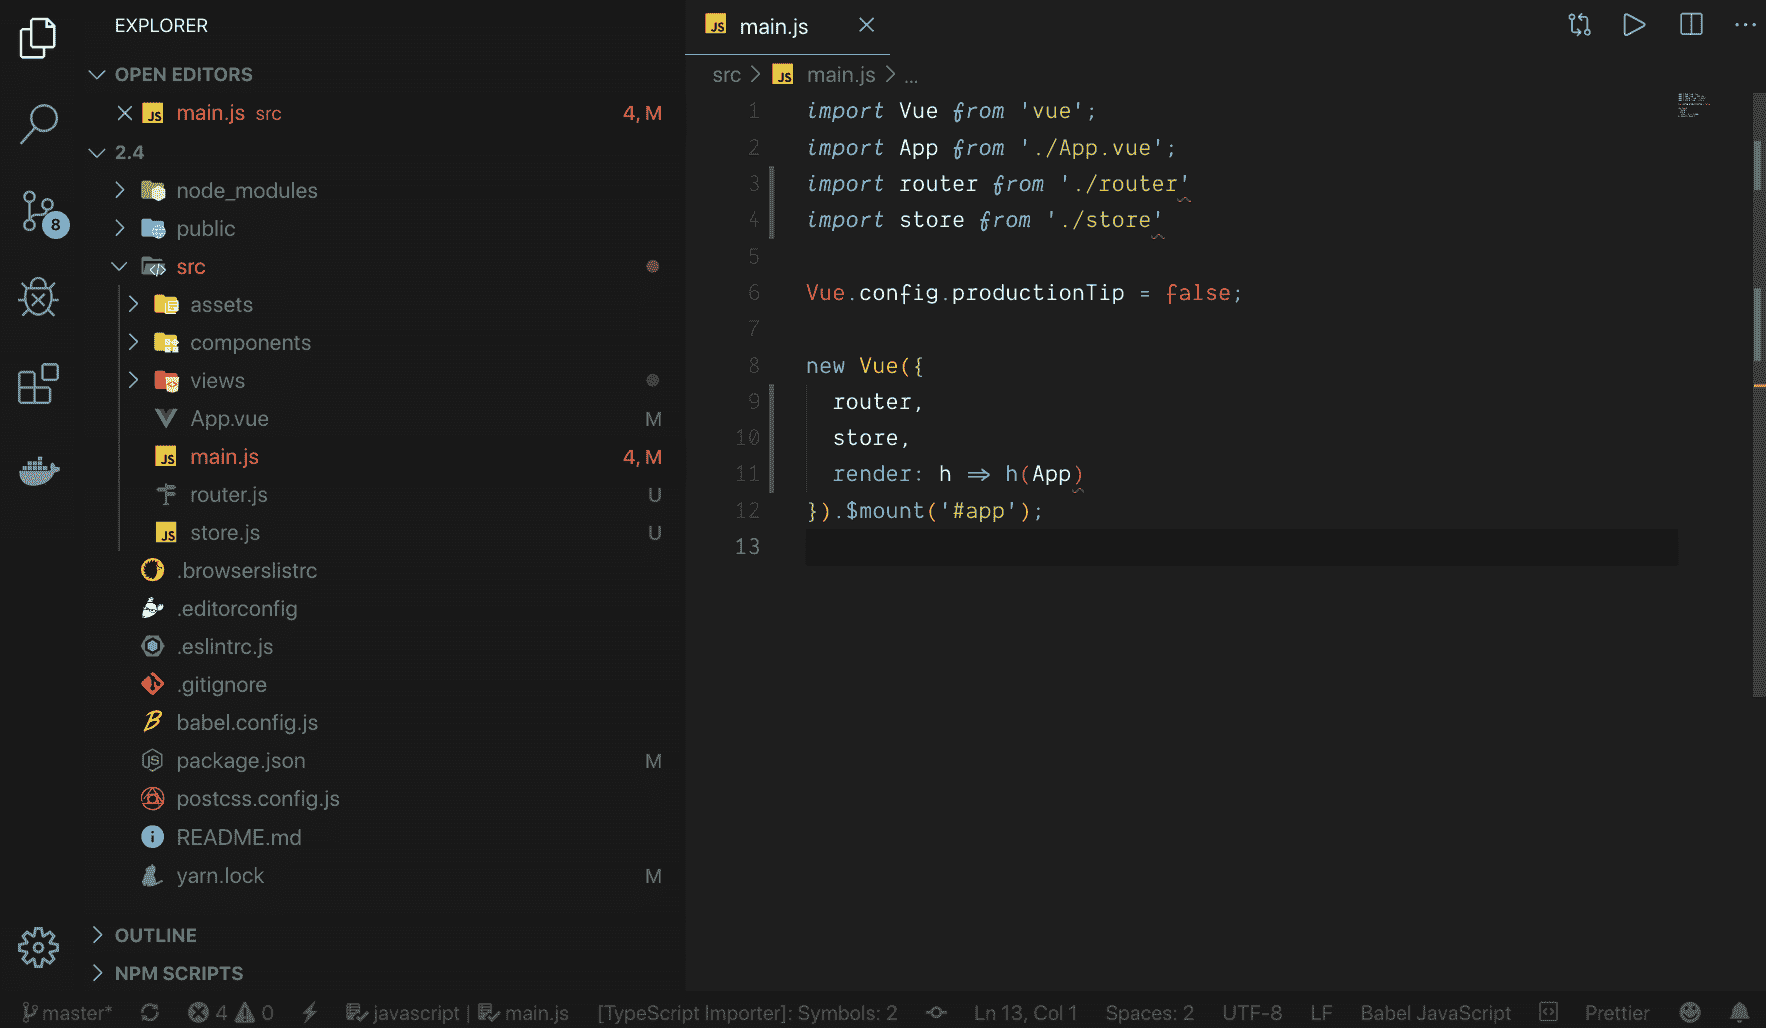 EXPLORER
OPEN EDITORS
JS main.js src 4, M
2.4
node_modules
public
src
assets
components
views
App.vue M
JS main.js 4, M
router.js U
JS store.js U
.browserslistrc
.editorconfig
.eslintrc.js
.gitignore
babel.config.js
JS package.json M
postcss.config.js
README.md
yarn.lock M
OUTLINE
NPM SCRIPTS
8
JS main.js
src > JS main.js > ...
1 import Vue from 'vue';
2 import App from './App.vue';
3 import router from './router'
4 import store from './store'
5
6 Vue.config.productionTip = false;
7
8 new Vue({
9 router,
10 store,
11 render: h => h(App)
12 }).$mount('#app');
13
master* 4 0 javascript | main.js [TypeScript Importer]: Symbols: 2 Ln 13, Col 1 Spaces: 2 UTF-8 LF Babel JavaScript Prettier